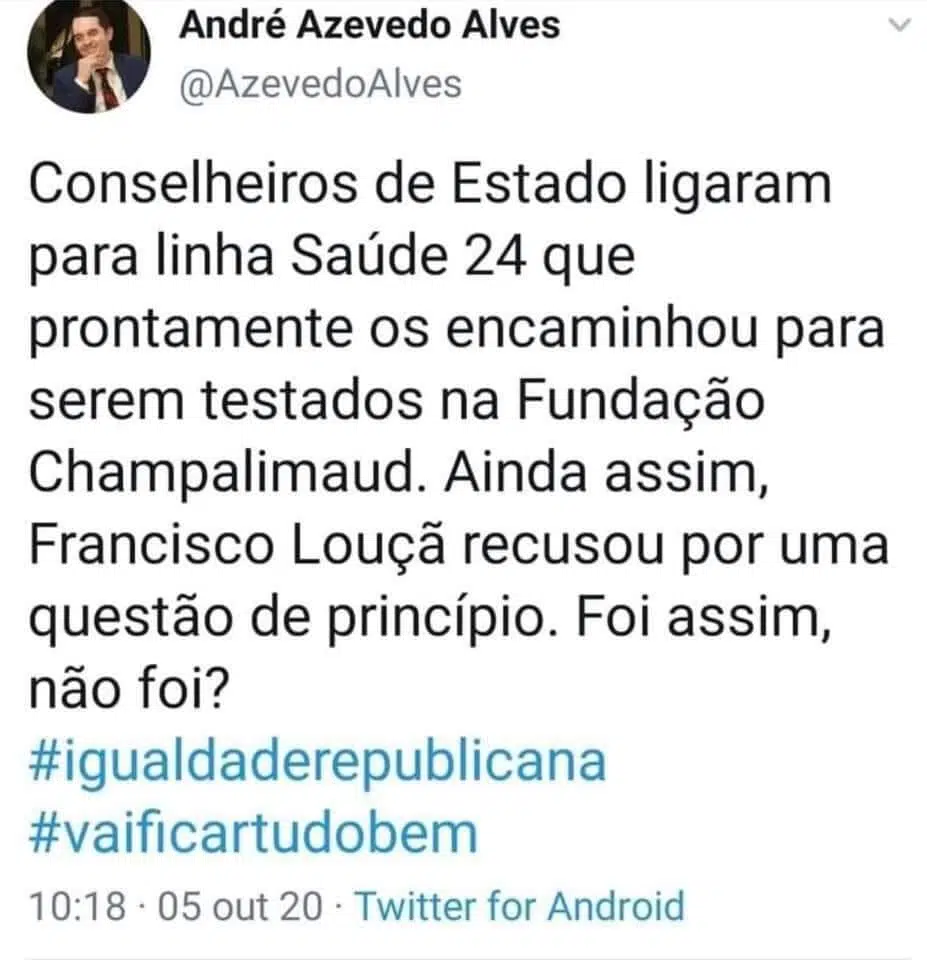 André Azevedo Alves
@AzevedoAlves
Conselheiros de Estado ligaram
para linha Saúde 24 que
prontamente os encaminhou para
serem testados na Fundação
Champalimaud. Ainda assim,
Francisco Louçã recusou por uma
questão de princípio. Foi assim,
não foi?
#igualdaderepublicana
#vaificartudobem
10:18 · 05 out 20 · Twitter for Android